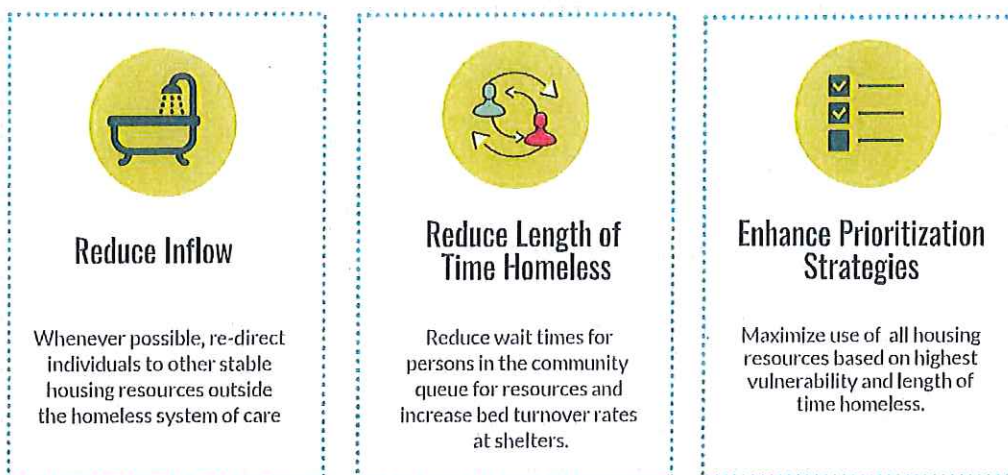 Reduce Inflow
Whenever possible, re-direct
individuals to other stable
housing resources outside
the homeless system of care
Reduce Length of
Time Homeless
Reduce wait times for
persons in the community
queue for resources and
increase bed turnover rates
at shelters.
Enhance Prioritization
Strategies
Maximize use of all housing
resources based on highest
vulnerability and length of
time homeless.